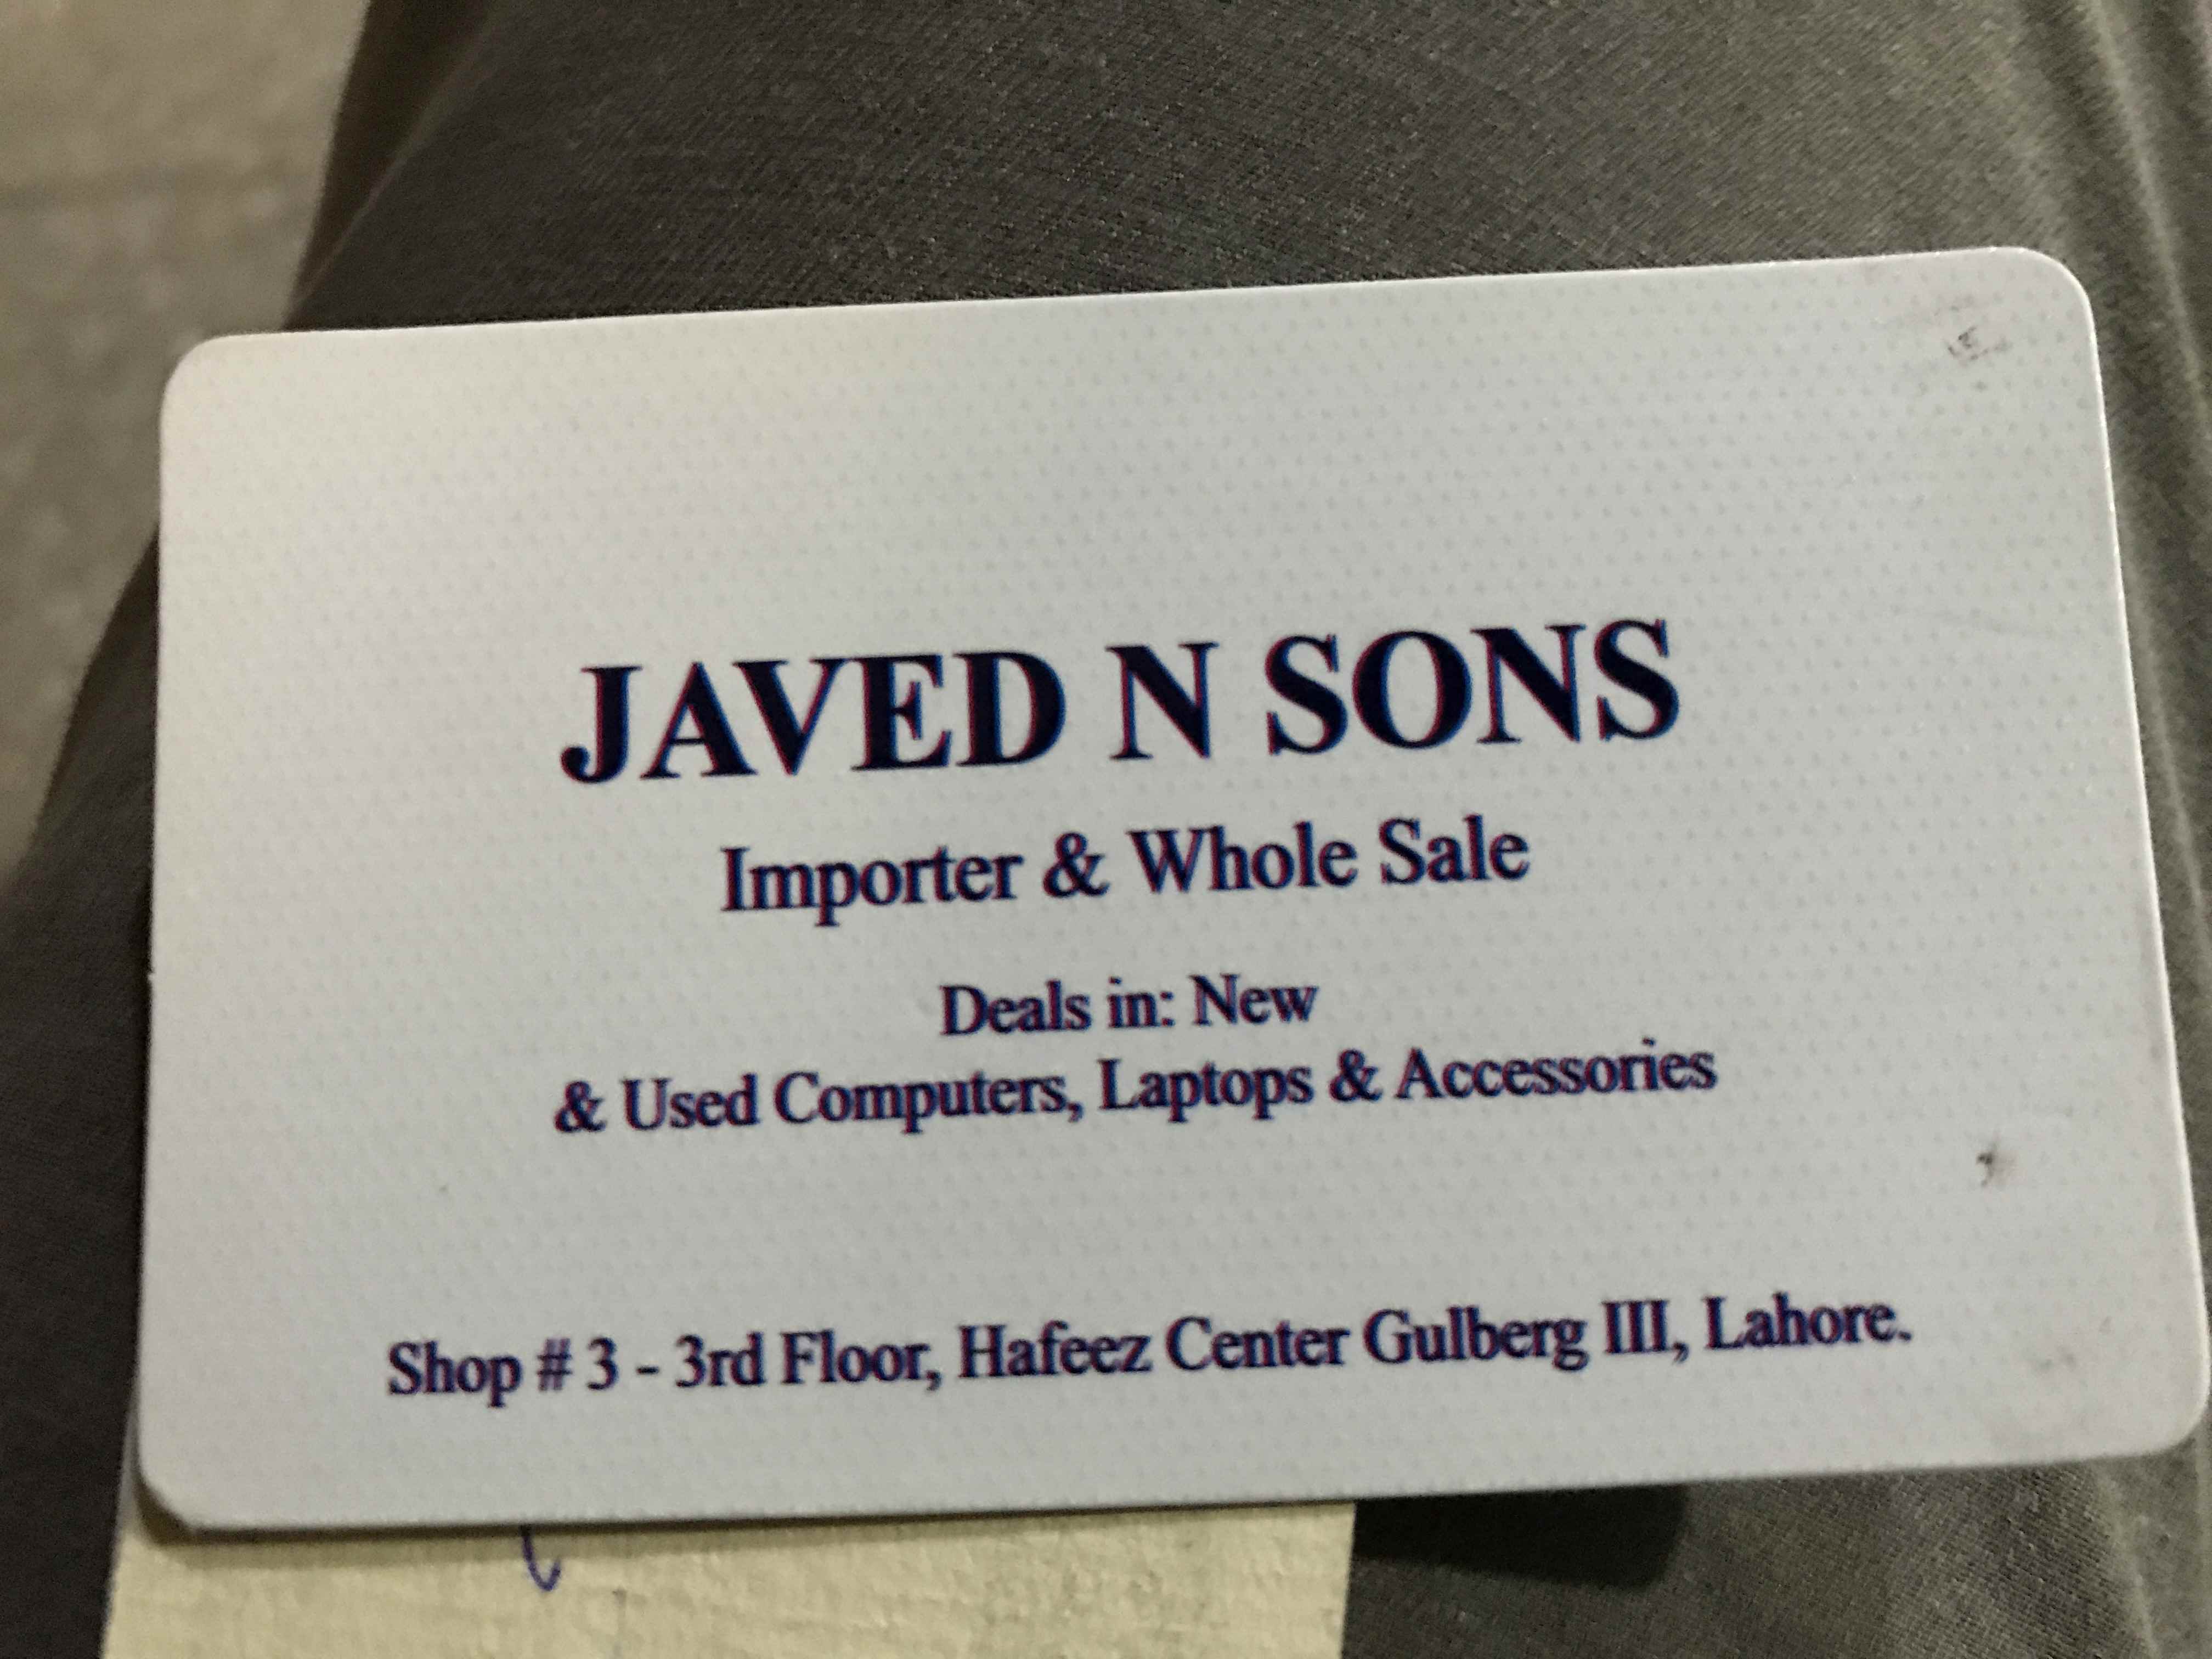 JAVED N SONS
Importer & Whole Sale
Deals in: New
& Used Computers, Laptops & Accessories
Shop # 3 - 3rd Floor, Hafeez Center Gulberg III, Lahore.